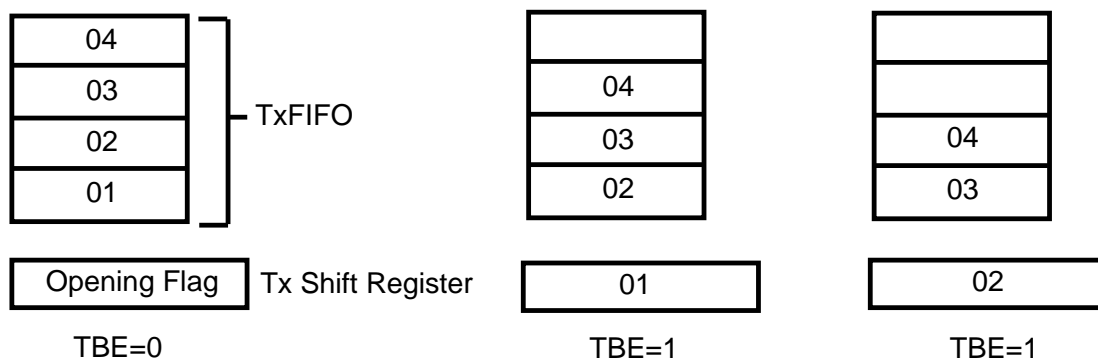 04
03
02
01
TxFIFO
Opening Flag
Tx Shift Register
TBE=0
04
03
02
01
TBE=1
04
03
02
TBE=1